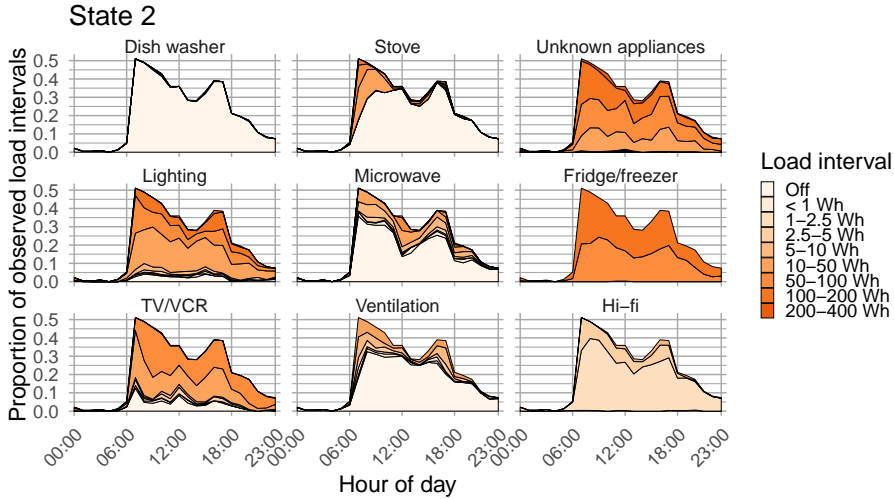 State 2
Dish washer
Stove
Unknown appliances
0.5
0.4
0.3
0.2
0.1
0.0
Lighting
Microwave
Fridge/freezer
0.5
0.4
0.3
0.2
0.1
0.0
TV/VCR
Ventilation
Hi−fi
0.5
0.4
0.3
0.2
0.1
0.0
Proportion of observed load intervals
00:00
06:00
12:00
18:00
23:00
00:00
06:00
12:00
18:00
23:00
00:00
06:00
12:00
18:00
23:00
Hour of day
Load interval
Off
< 1 Wh
1−2.5 Wh
2.5−5 Wh
5−10 Wh
10−50 Wh
50−100 Wh
100−200 Wh
200−400 Wh